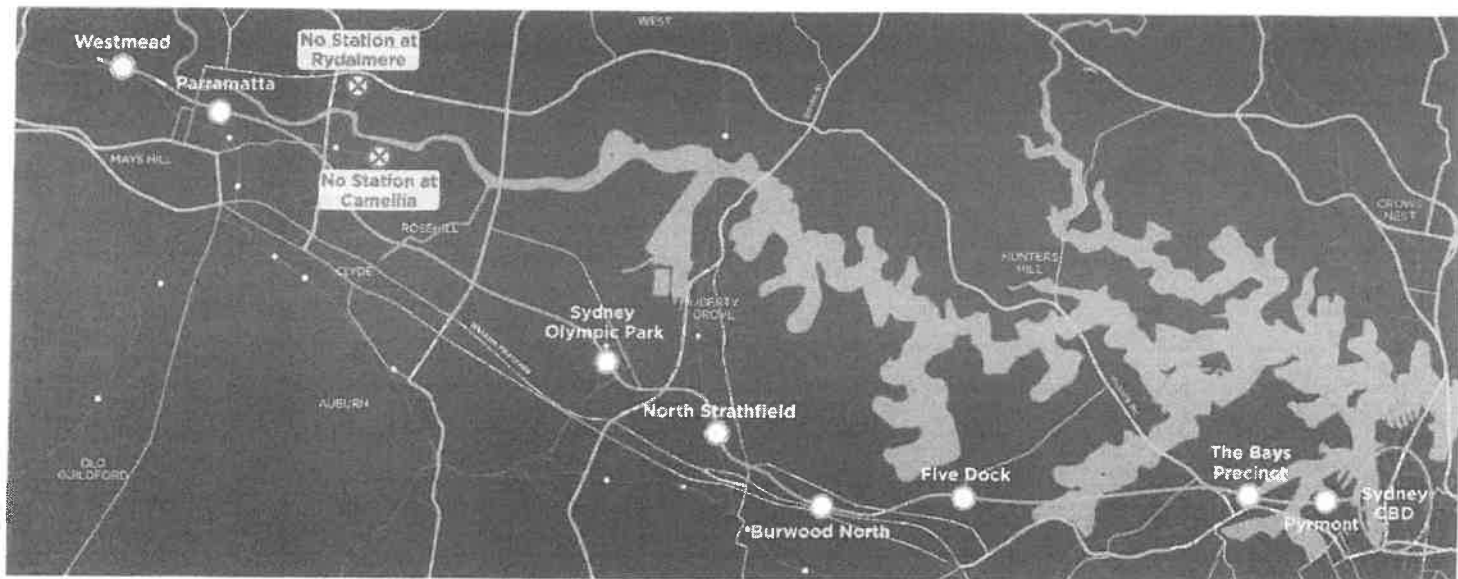 WEST
Westmead
No Station at
Rydalmere
Parramatta
MAYS HILL
No Station at
Camellia
ROSEHILL
CLYDE
CROWS
NEST
HUNTERS
HILL
Sydney
Olympic Park
AUBURN
North Strathfield
OLD
GUILDFORD
The Bays
Precinct
Five Dock
Burwood North
Pyrmont
Sydney
CBD